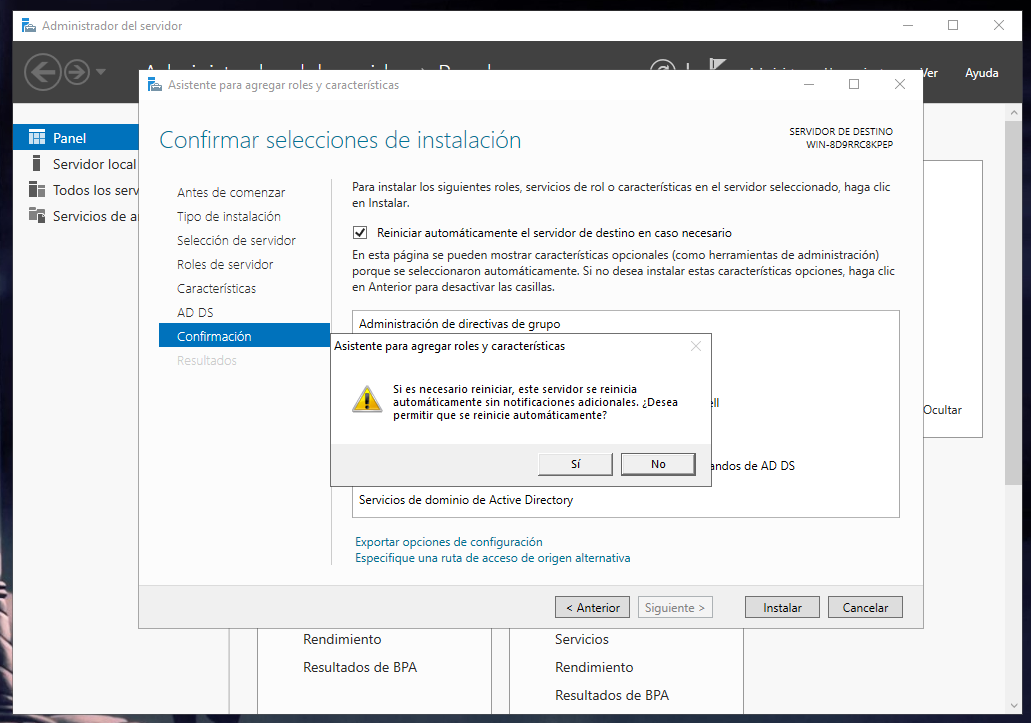 Administrador del servidor
Ver
Ayuda
Asistente para agregar roles y características
Confirmar selecciones de instalación
SERVIDOR DE DESTINO
WIN-8D9RRC8KPEP
Panel
Servidor local
Todos los serv
Servicios de a
Antes de comenzar
Tipo de instalación
Selección de servidor
Roles de servidor
Características
AD DS
Confirmación
Resultados
Para instalar los siguientes roles, servicios de rol o características en el servidor seleccionado, haga clic
en Instalar.
Reiniciar automáticamente el servidor de destino en caso necesario
En esta página se pueden mostrar características opcionales (como herramientas de administración)
porque se seleccionaron automáticamente. Si no desea instalar estas características opciones, haga clic
en Anterior para desactivar las casillas.
Administración de directivas de grupo
Asistente para agregar roles y características
Si es necesario reiniciar, este servidor se reinicia
automáticamente sin notificaciones adicionales. ¿Desea
permitir que se reinicie automáticamente?
Sí
No
ell
andos de AD DS
Servicios de dominio de Active Directory
Ocultar
Exportar opciones de configuración
Especifique una ruta de acceso de origen alternativa
< Anterior
Siguiente >
Instalar
Cancelar
Rendimiento
Resultados de BPA
Servicios
Rendimiento
Resultados de BPA